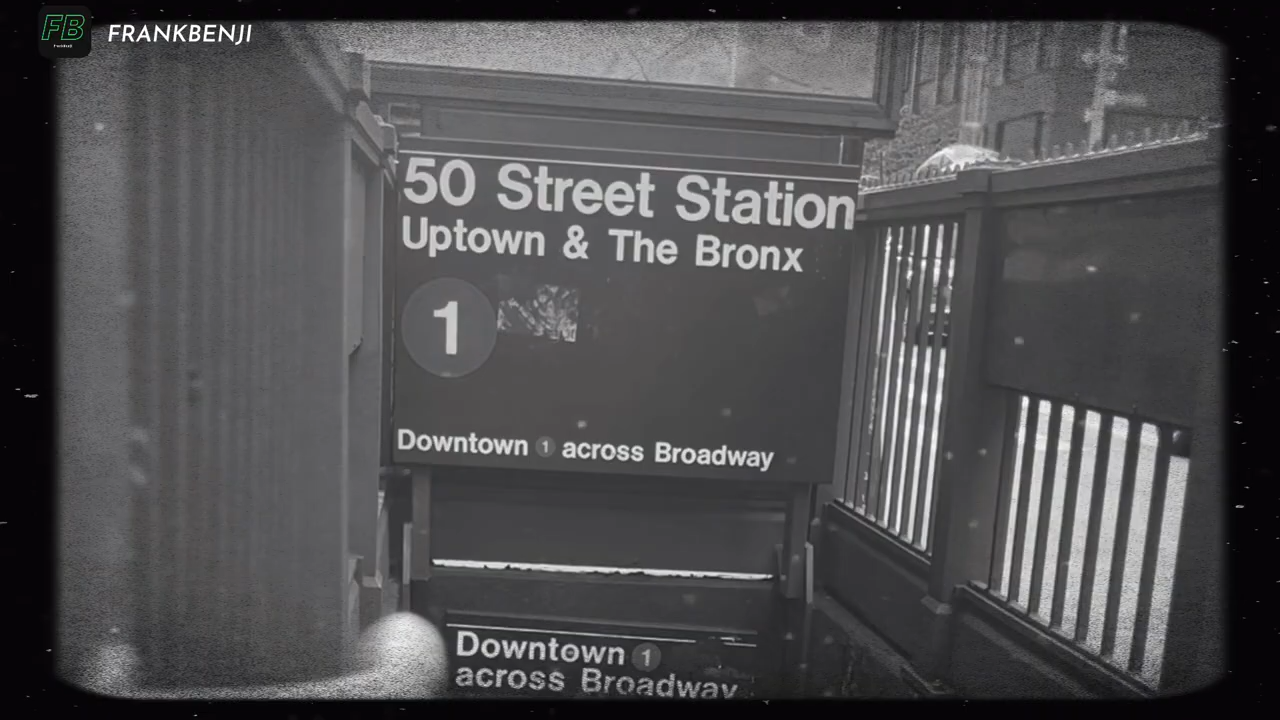 FB
FRANKBENJI
50 Street Station
Uptown & The Bronx
1
Downtown 1 across Broadway
Downtown 1
across Broadway